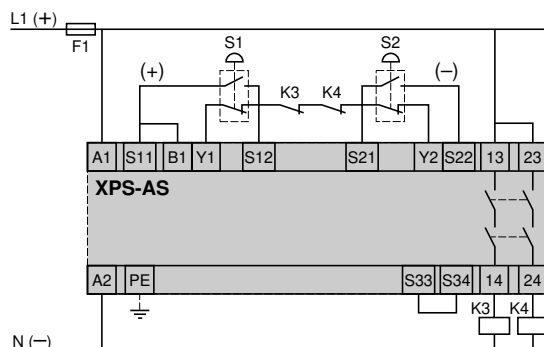 L1 (+)
F1
S1
S2
(+)
K3
K4
(−)
A1 S11 B1 Y1 S12 S21 Y2 S22 13 23
XPS-AS
A2 PE S33 S34 14 24
K3 K4
N (−)